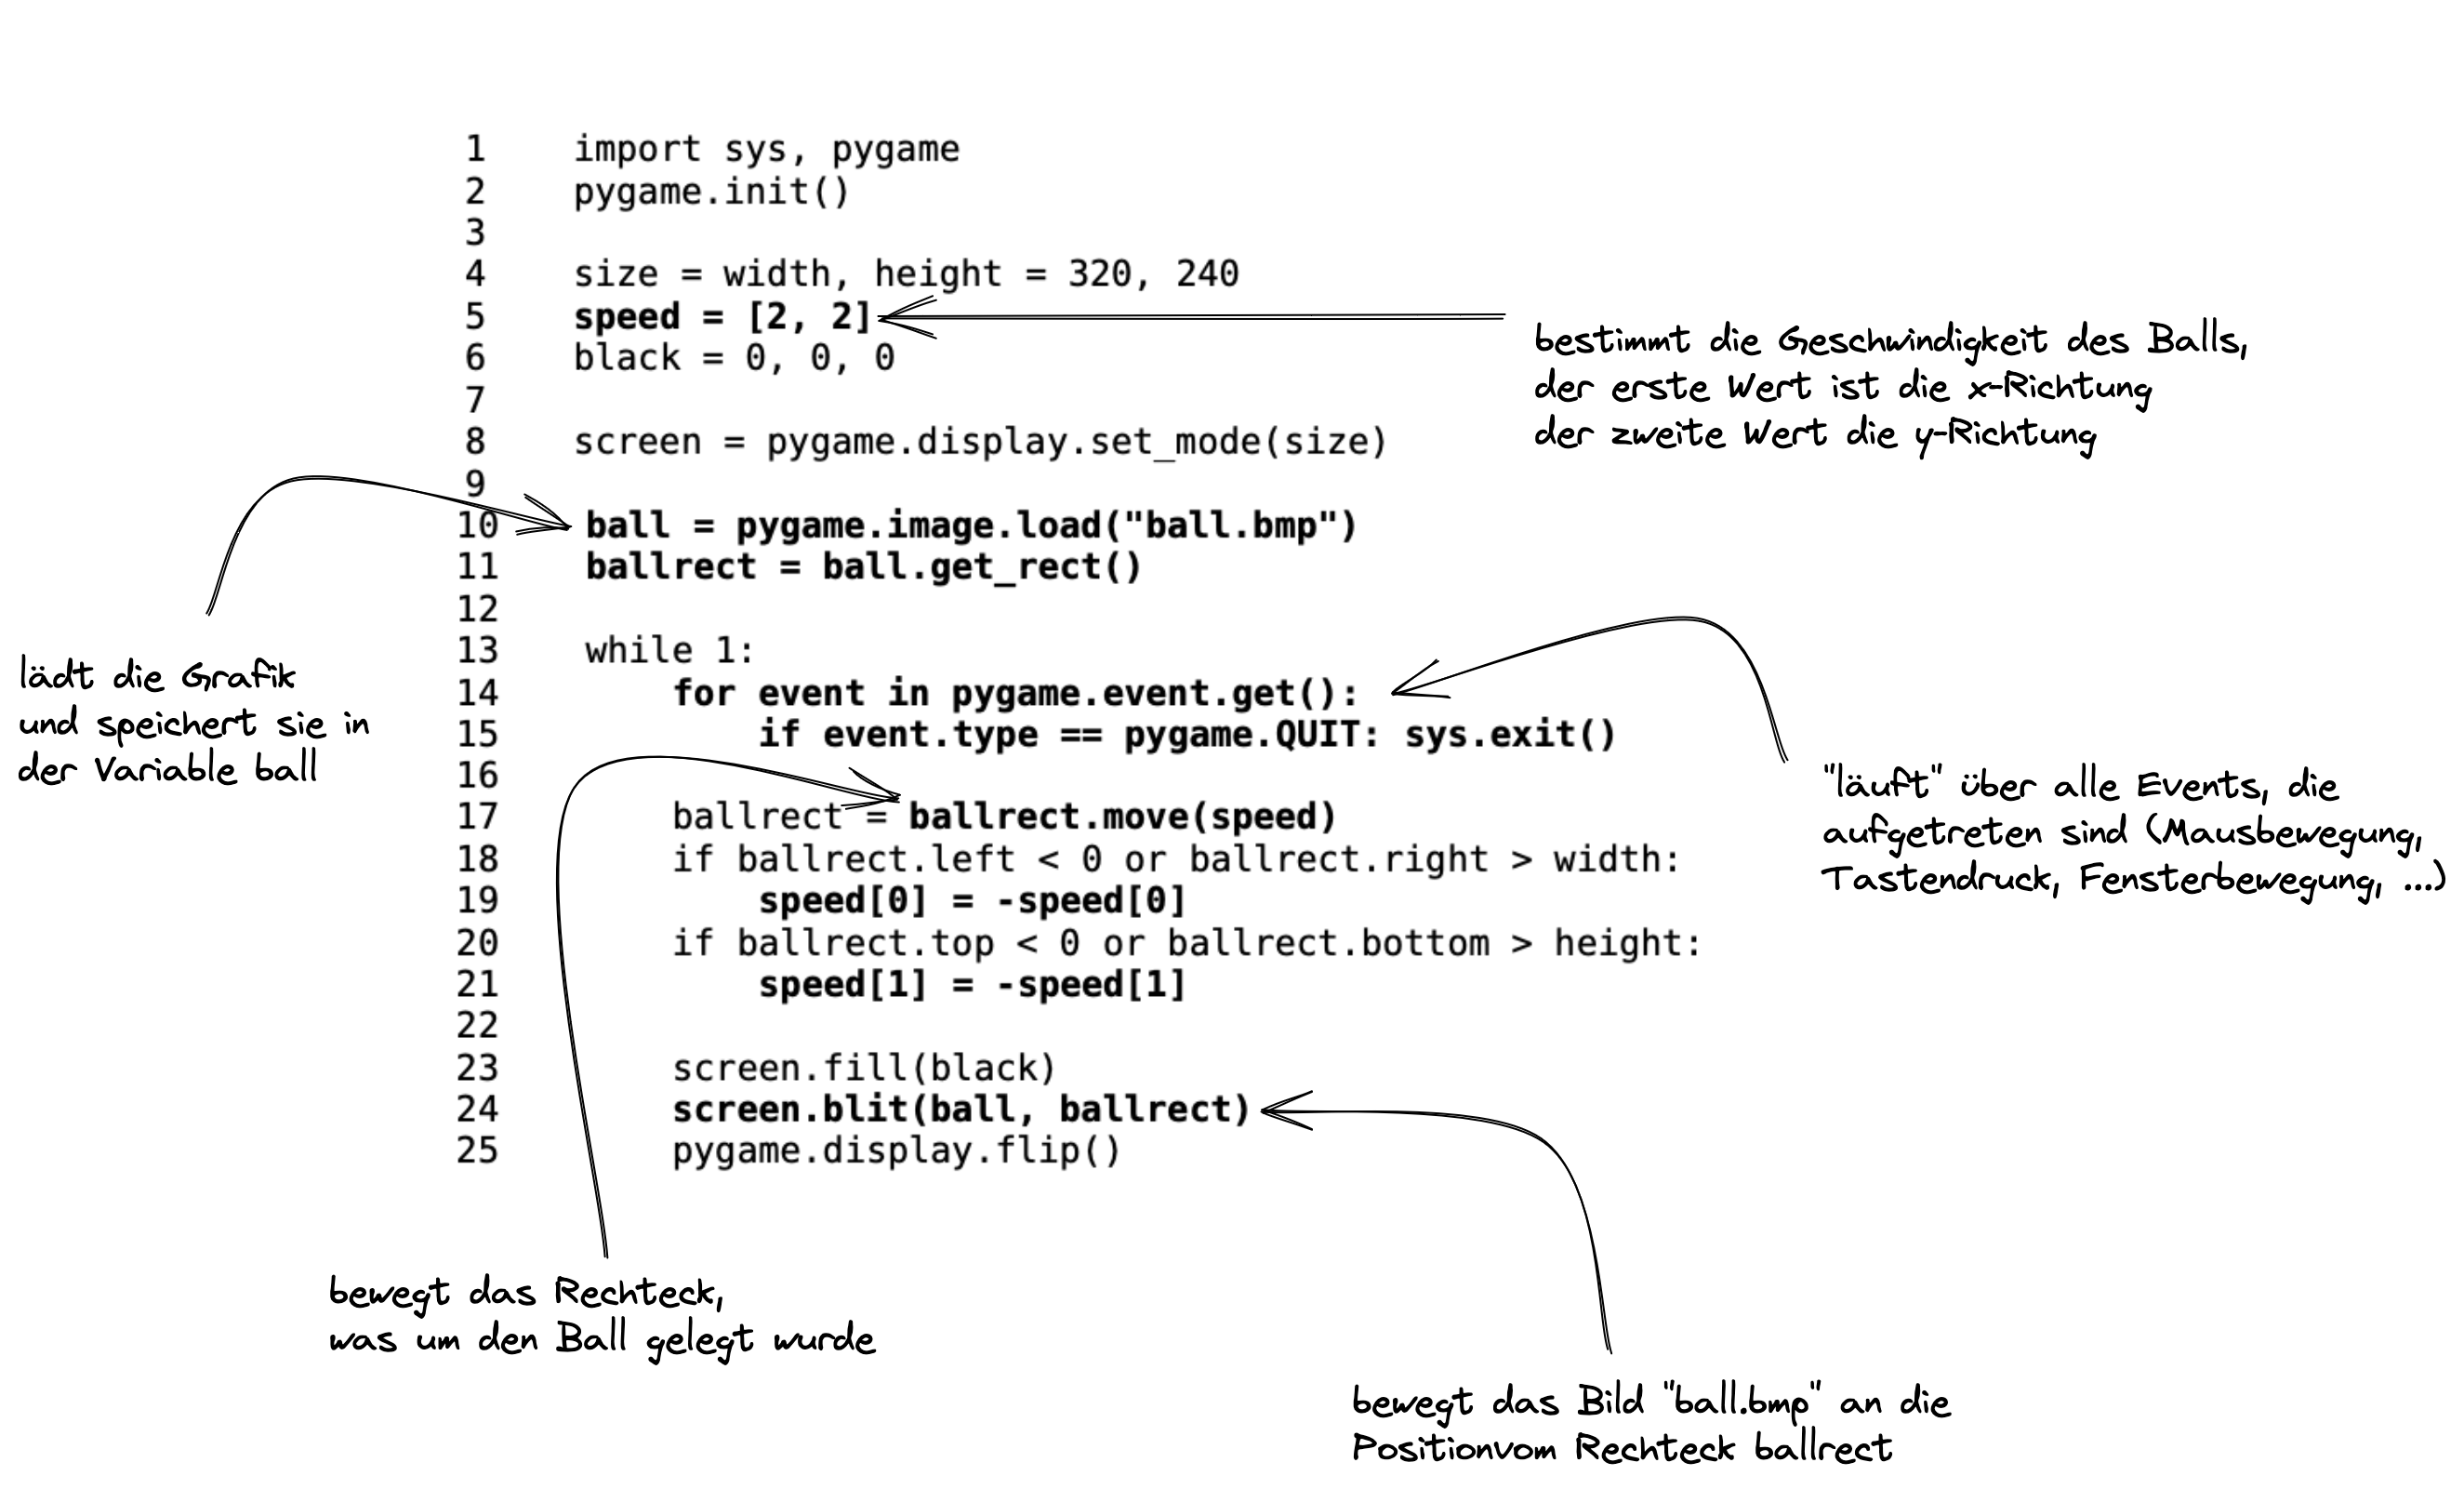 1 import sys, pygame
2 pygame.init()
3
4 size = width, height = 320, 240
5 speed = [2, 2]
6 black = 0, 0, 0
7
8 screen = pygame.display.set_mode(size)
9
10 ball = pygame.image.load("ball.bmp")
11 ballrect = ball.get_rect()
12
13 while 1:
14 for event in pygame.event.get():
15 if event.type == pygame.QUIT: sys.exit()
16
17 ballrect = ballrect.move(speed)
18 if ballrect.left < 0 or ballrect.right > width:
19 speed[0] = -speed[0]
20 if ballrect.top < 0 or ballrect.bottom > height:
21 speed[1] = -speed[1]
22
23 screen.fill(black)
24 screen.blit(ball, ballrect)
25 pygame.display.flip()
bestimmt die Geschwindigkeit des Balls,
der erste Wert ist die x-Richtung
der zweite Wert die y-Richtung
lädt die Grafik
und speichert sie in
der Variable ball
"läuft" über alle Events, die
aufgetreten sind (Mausbewegung,
Tastendruck, Fensterbewegung, ...)
bewegt das Rechteck,
was um den Ball gelegt wurde
bewegt das Bild "ball.bmp" an die
Positionvom Rechteck ballrect